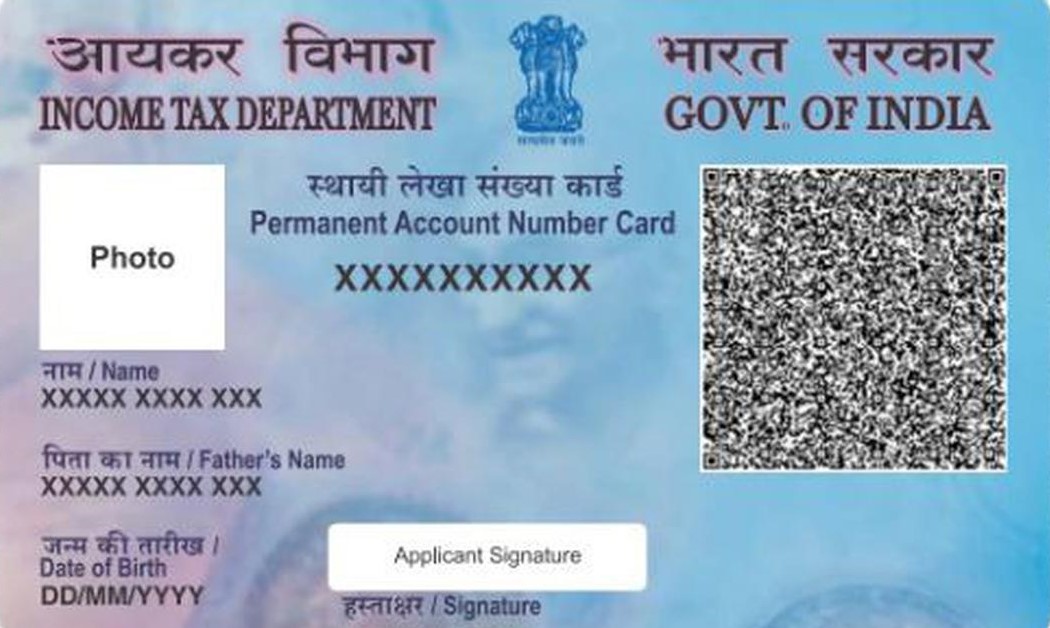 आयकर विभाग
INCOME TAX DEPARTMENT
भारत सरकार
GOVT. OF INDIA
सत्यमेव जयते
स्थायी लेखा संख्या कार्ड
Permanent Account Number Card
XXXXXXXXXX
Photo
नाम / Name
XXXXX XXXX XXX
पिता का नाम / Father's Name
XXXXX XXXX XXX
जन्म की तारीख /
Date of Birth
DD/MM/YYYY
Applicant Signature
हस्ताक्षर / Signature